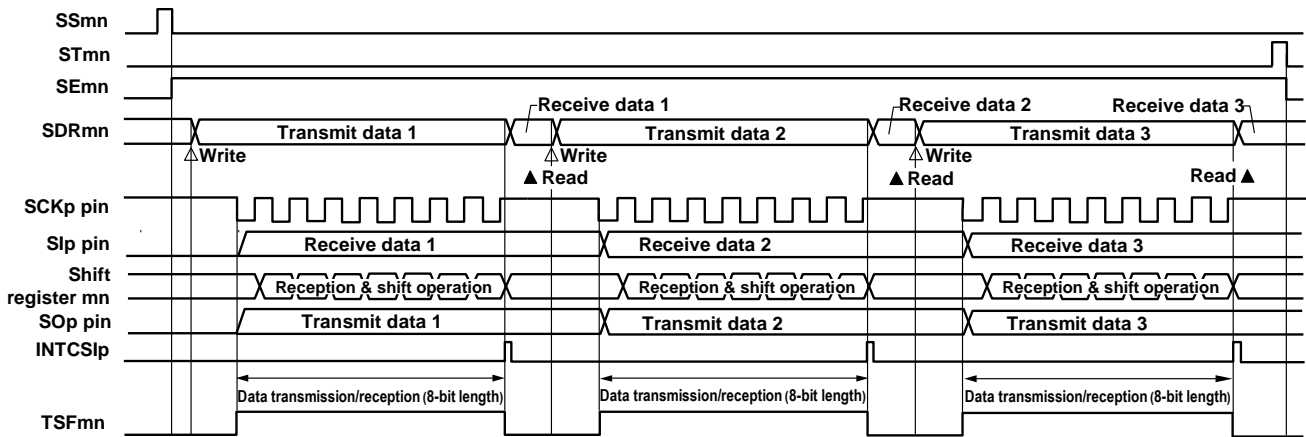 SSmn
STmn
SEmn
Receive data 1
Receive data 2
Receive data 3
SDRmn
Transmit data 1
Transmit data 2
Transmit data 3
Write
Write
Write
Read
Read
Read
SCKp pin
SIp pin
Receive data 1
Receive data 2
Receive data 3
Shift
register mn
Reception & shift operation
Reception & shift operation
Reception & shift operation
SOp pin
Transmit data 1
Transmit data 2
Transmit data 3
INTCSIp
Data transmission/reception (8-bit length)
Data transmission/reception (8-bit length)
Data transmission/reception (8-bit length)
TSFmn